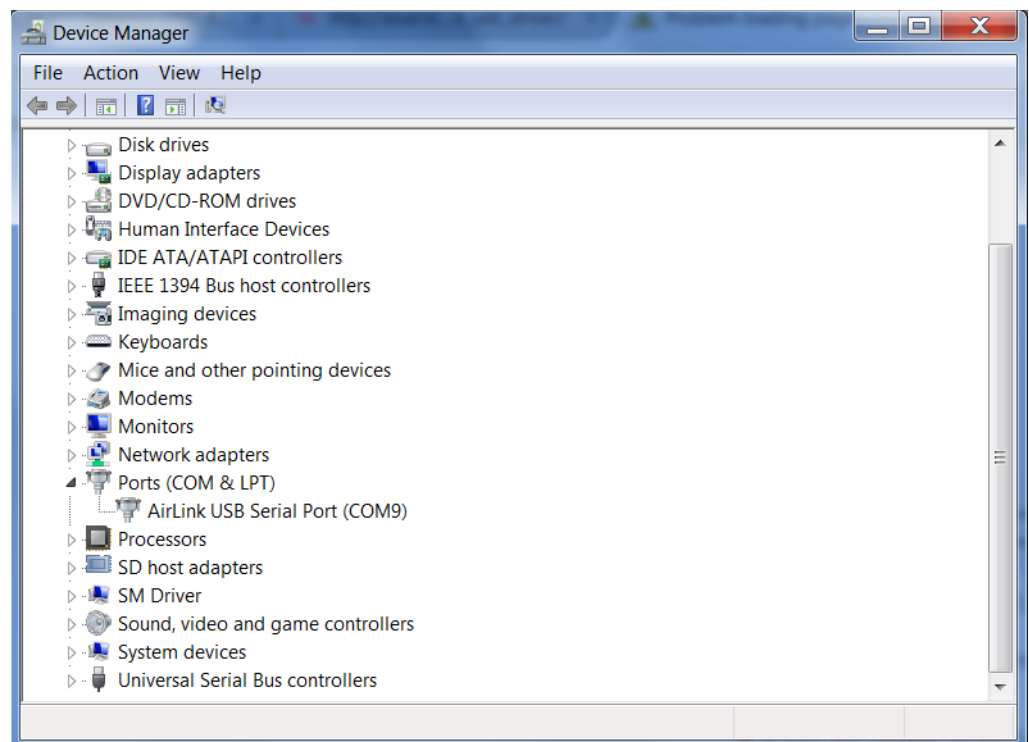 Device Manager
File Action View Help
Disk drives
Display adapters
DVD/CD-ROM drives
Human Interface Devices
IDE ATA/ATAPI controllers
IEEE 1394 Bus host controllers
Imaging devices
Keyboards
Mice and other pointing devices
Modems
Monitors
Network adapters
Ports (COM & LPT)
AirLink USB Serial Port (COM9)
Processors
SD host adapters
SM Driver
Sound, video and game controllers
System devices
Universal Serial Bus controllers